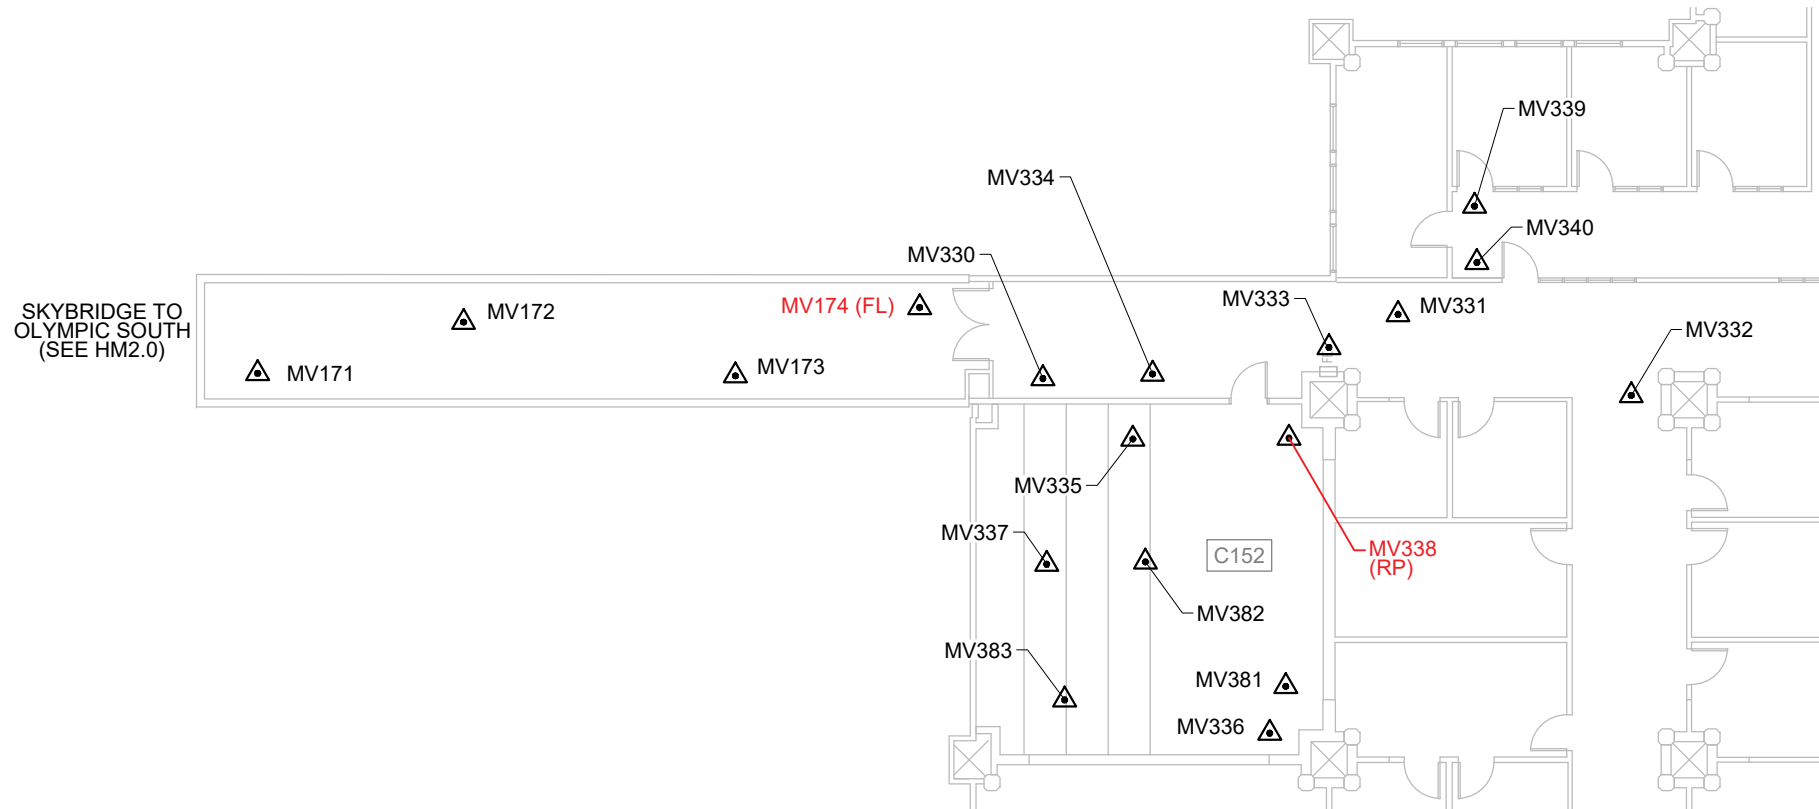 MV339
MV334
MV340
MV330
SKYBRIDGE TO
OLYMPIC SOUTH
(SEE HM2.0)
MV172
MV174 (FL)
MV333
MV331
MV332
MV171
MV173
MV335
MV337
C152
MV338
(RP)
MV382
MV383
MV381
MV336